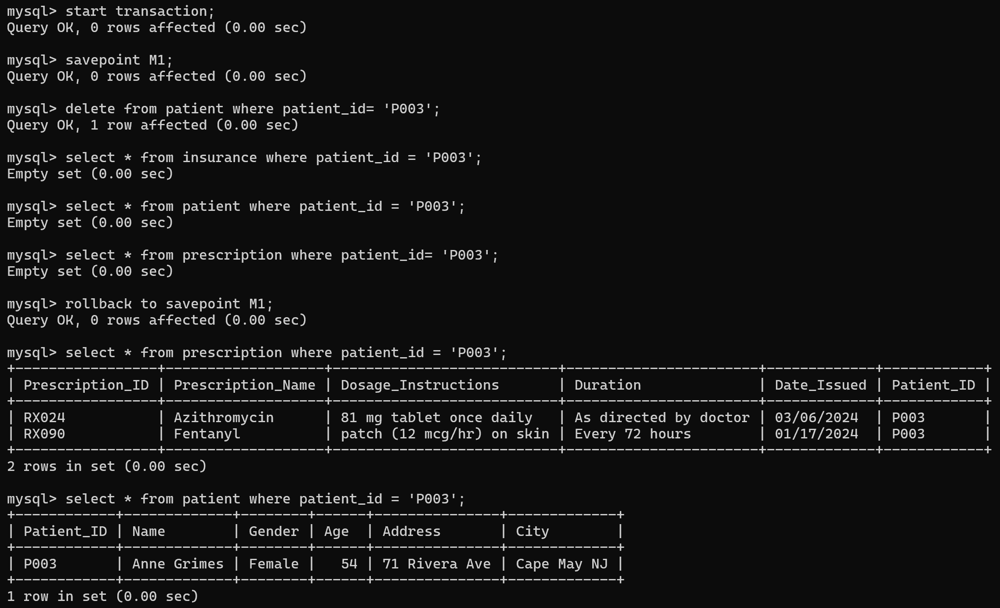 mysql> start transaction;
Query OK, 0 rows affected (0.00 sec)
mysql> savepoint M1;
Query OK, 0 rows affected (0.00 sec)
mysql> delete from patient where patient_id= 'P003';
Query OK, 1 row affected (0.00 sec)
mysql> select * from insurance where patient_id = 'P003';
Empty set (0.00 sec)
mysql> select * from patient where patient_id = 'P003';
Empty set (0.00 sec)
mysql> select * from prescription where patient_id= 'P003';
Empty set (0.00 sec)
mysql> rollback to savepoint M1;
Query OK, 0 rows affected (0.00 sec)
mysql> select * from prescription where patient_id = 'P003';
+-----------------+-------------------+---------------------------+-----------------------+-------------+------------+
| Prescription_ID | Prescription_Name | Dosage_Instructions       | Duration              | Date_Issued | Patient_ID |
+-----------------+-------------------+---------------------------+-----------------------+-------------+------------+
| RX024           | Azithromycin      | 81 mg tablet once daily   | As directed by doctor | 03/06/2024  | P003       |
| RX090           | Fentanyl          | patch (12 mcg/hr) on skin | Every 72 hours        | 01/17/2024  | P003       |
+-----------------+-------------------+---------------------------+-----------------------+-------------+------------+
2 rows in set (0.00 sec)
mysql> select * from patient where patient_id = 'P003';
+------------+-------------+--------+------+---------------+-------------+
| Patient_ID | Name        | Gender | Age  | Address       | City        |
+------------+-------------+--------+------+---------------+-------------+
| P003       | Anne Grimes | Female |   54 | 71 Rivera Ave | Cape May NJ |
+------------+-------------+--------+------+---------------+-------------+
1 row in set (0.00 sec)